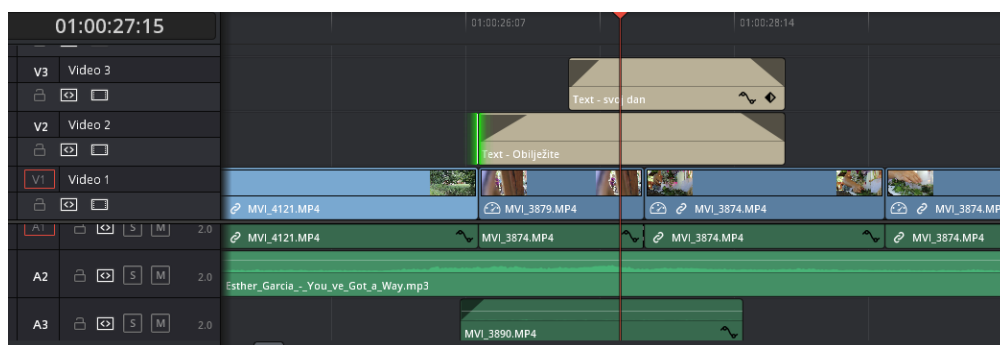 01:00:27:15
01:00:26:07
01:00:28:14
V3 Video 3
Text - svoj dan
V2 Video 2
Text - Obilježite
V1 Video 1
MVI_4121.MP4
MVI_3879.MP4
MVI_3874.MP4
MVI_3874.MP
A1 S M 2.0
MVI_4121.MP4
MVI_3874.MP4
MVI_3874.MP4
MVI_3874.MP4
A2 S M 2.0
Esther_Garcia_-_You_ve_Got_a_Way.mp3
A3 S M 2.0
MVI_3890.MP4